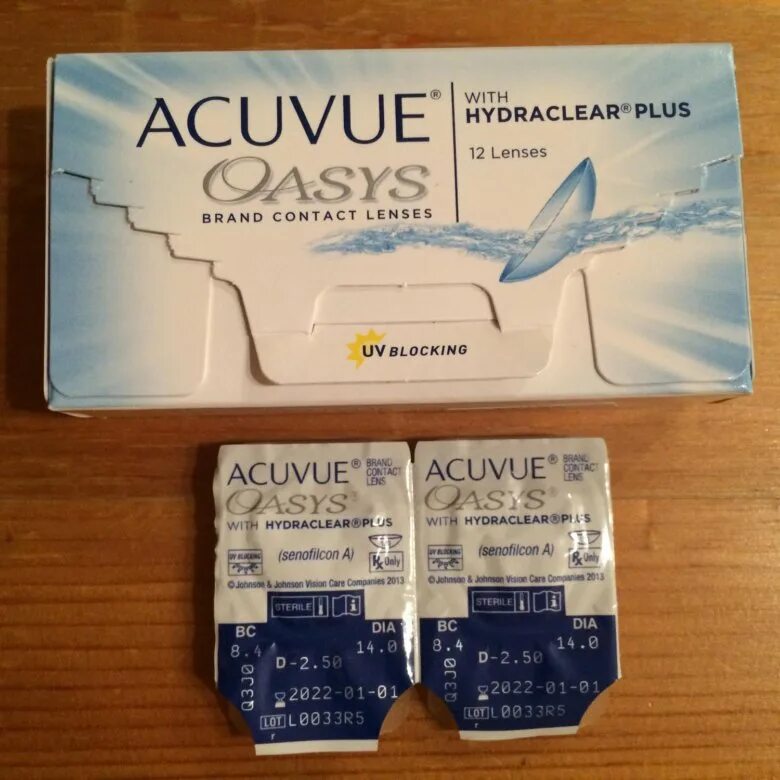 ACUVUE®
OASYS
BRAND CONTACT LENSES
WITH
HYDRACLEAR® PLUS
12 Lenses
UV BLOCKING
ACUVUE® BRAND CONTACT LENS
OASYS®
WITH HYDRACLEAR® PLUS
UV BLOCKING
(senofilcon A)
Rx Only
©Johnson & Johnson Vision Care Companies 2013
STERILE
BC DIA
8.4 14.0
D-2.50
Q3J0
2022-01-01
LOT L0033R5
r
ACUVUE® BRAND CONTACT LENS
OASYS®
WITH HYDRACLEAR® PLUS
UV BLOCKING
(senofilcon A)
Rx Only
©Johnson & Johnson Vision Care Companies 2013
STERILE
BC DIA
8.4 14.0
D-2.50
Q3J0
2022-01-01
LOT L0033R5
r